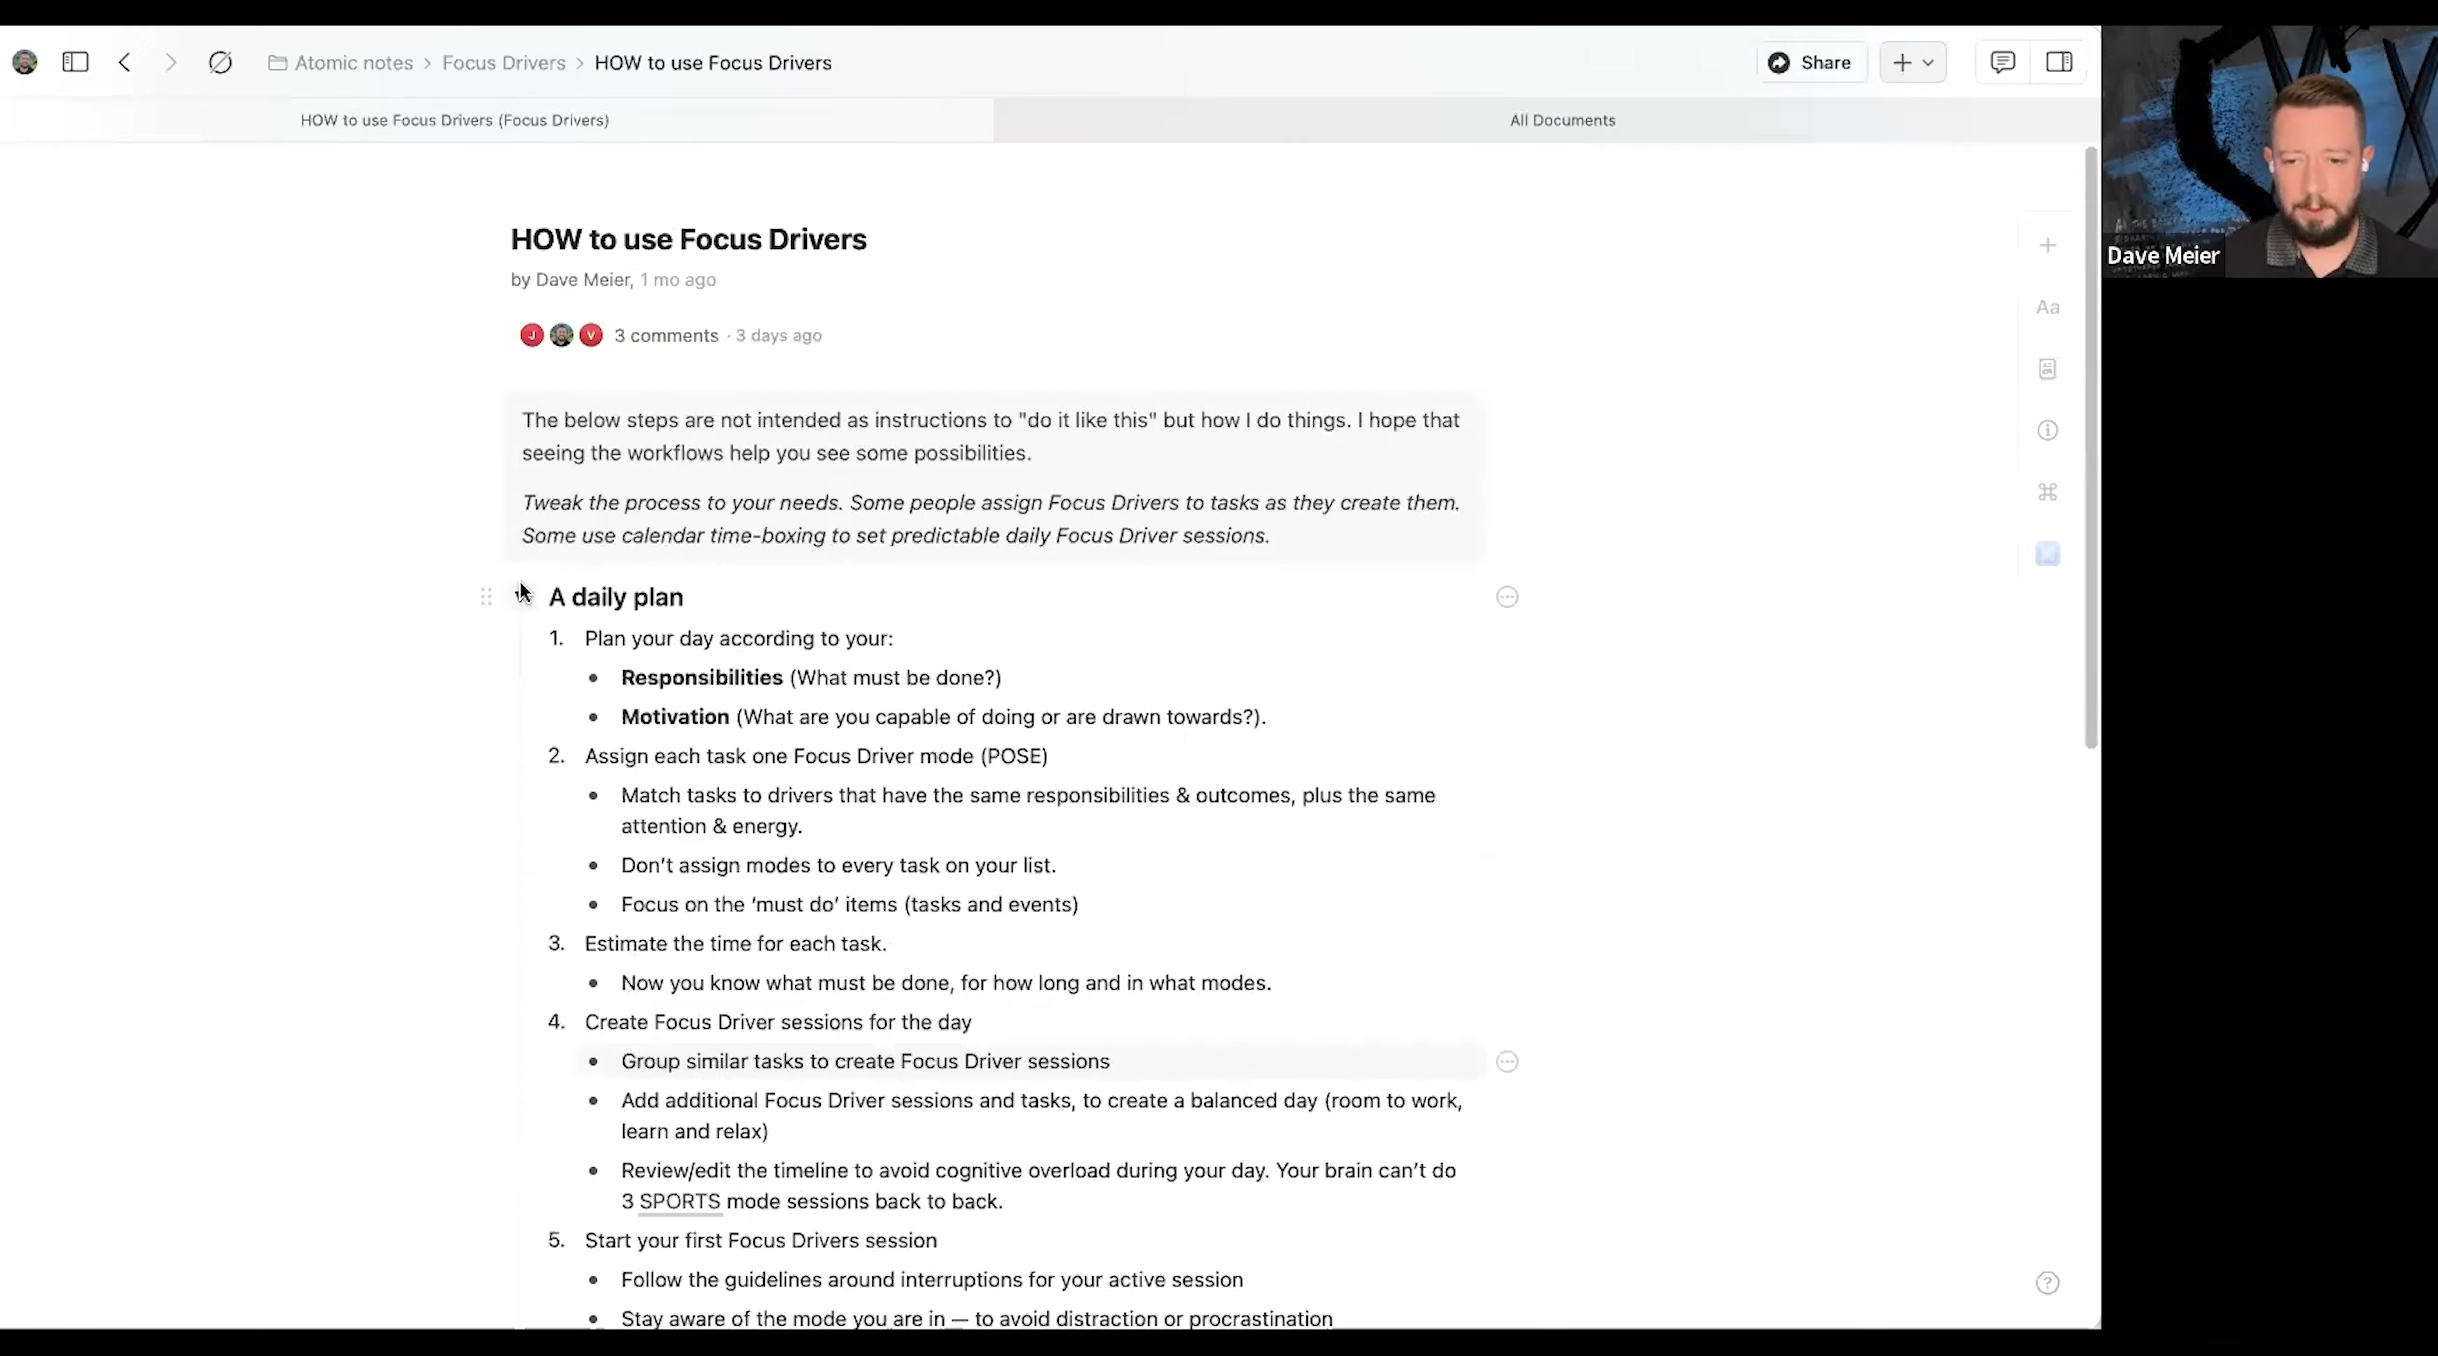 Atomic notes > Focus Drivers > HOW to use Focus Drivers
Share
HOW to use Focus Drivers (Focus Drivers)
All Documents
HOW to use Focus Drivers
by Dave Meier, 1 mo ago
J V 3 comments · 3 days ago
The below steps are not intended as instructions to "do it like this" but how I do things. I hope that
seeing the workflows help you see some possibilities.
Tweak the process to your needs. Some people assign Focus Drivers to tasks as they create them.
Some use calendar time-boxing to set predictable daily Focus Driver sessions.
A daily plan
1. Plan your day according to your:
• Responsibilities (What must be done?)
• Motivation (What are you capable of doing or are drawn towards?).
2. Assign each task one Focus Driver mode (POSE)
• Match tasks to drivers that have the same responsibilities & outcomes, plus the same
attention & energy.
• Don’t assign modes to every task on your list.
• Focus on the ‘must do’ items (tasks and events)
3. Estimate the time for each task.
• Now you know what must be done, for how long and in what modes.
4. Create Focus Driver sessions for the day
• Group similar tasks to create Focus Driver sessions
• Add additional Focus Driver sessions and tasks, to create a balanced day (room to work,
learn and relax)
• Review/edit the timeline to avoid cognitive overload during your day. Your brain can’t do
3 SPORTS mode sessions back to back.
5. Start your first Focus Drivers session
• Follow the guidelines around interruptions for your active session
• Stay aware of the mode you are in — to avoid distraction or procrastination
Aa
Dave Meier